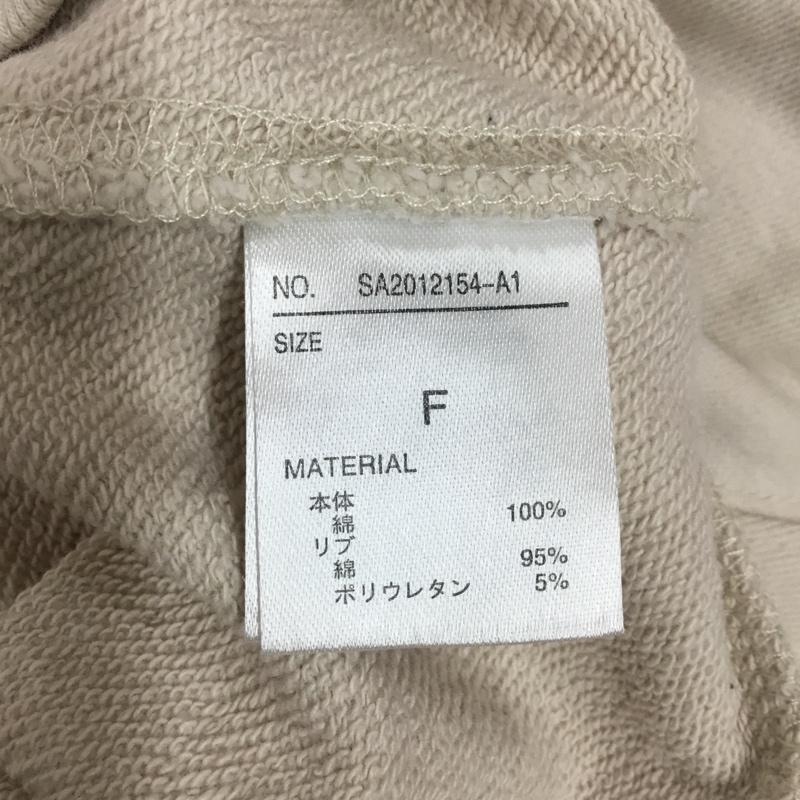 NO. SA2012154-A1
SIZE
F
MATERIAL
本体
綿 100%
リブ
綿 95%
ポリウレタン 5%